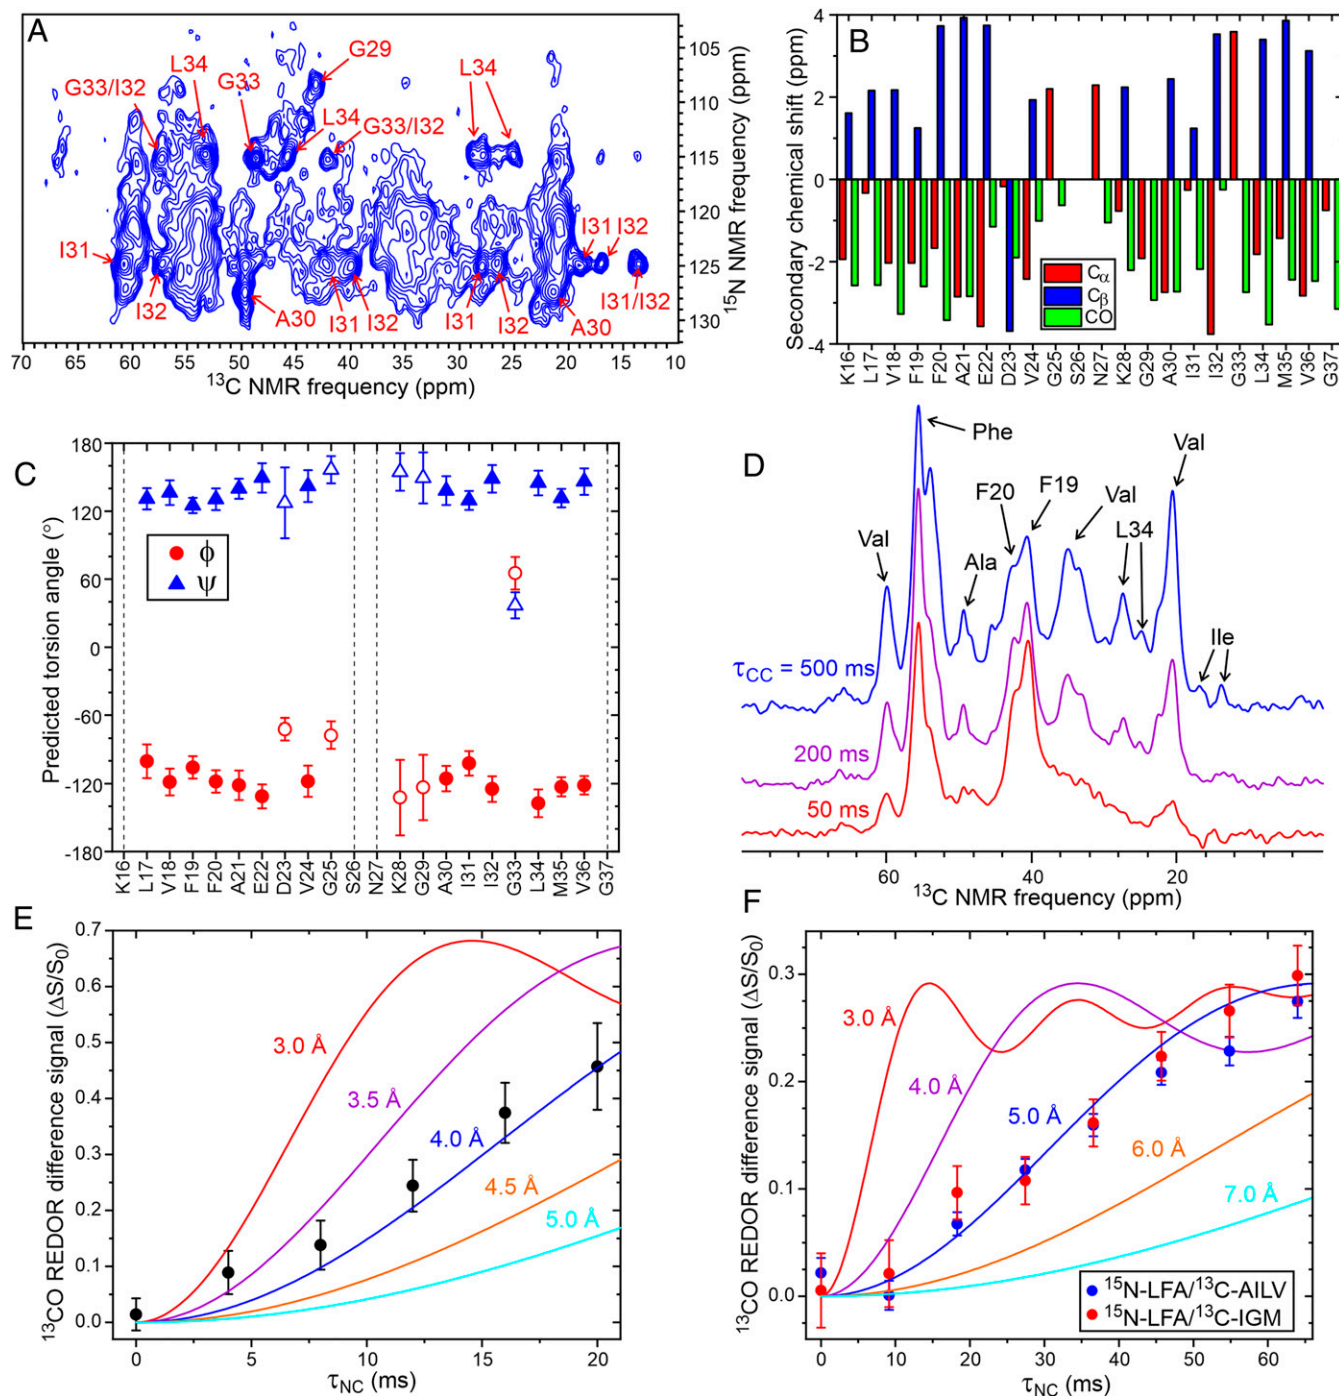 A
G29
L34
G33
G33/I32
L34
L34
G33/I32
I31
I32
A30
I31
I32
I31
I32
A30
I31
I32
I31/I32
105
110
115
120
125
130
¹⁵N NMR frequency (ppm)
70 60 50 40 30 20 10
¹³C NMR frequency (ppm)
B
4
2
0
-2
-4
Secondary chemical shift (ppm)
Cα
Cβ
CO
K16 L17 V18 F19 F20 A21 E22 D23 V24 G25 S26 N27 K28 G29 A30 I31 I32 G33 L34 M35 V36 G37
C
180
120
60
0
-60
-120
-180
Predicted torsion angle (°)
ϕ
ψ
K16 L17 V18 F19 F20 A21 E22 D23 V24 G25 S26 N27 K28 G29 A30 I31 I32 G33 L34 M35 V36 G37
D
Phe
Val
F20
F19
Val
Val
Ala
L34
Ile
τCC = 500 ms
200 ms
50 ms
60 40 20
¹³C NMR frequency (ppm)
E
0.7
0.6
0.5
0.4
0.3
0.2
0.1
0.0
¹³CO REDOR difference signal (ΔS/S₀)
3.0 Å
3.5 Å
4.0 Å
4.5 Å
5.0 Å
0 5 10 15 20
τNC (ms)
F
0.3
0.2
0.1
0.0
¹³CO REDOR difference signal (ΔS/S₀)
3.0 Å
4.0 Å
5.0 Å
6.0 Å
7.0 Å
¹⁵N-LFA/¹³C-AILV
¹⁵N-LFA/¹³C-IGM
0 10 20 30 40 50 60
τNC (ms)